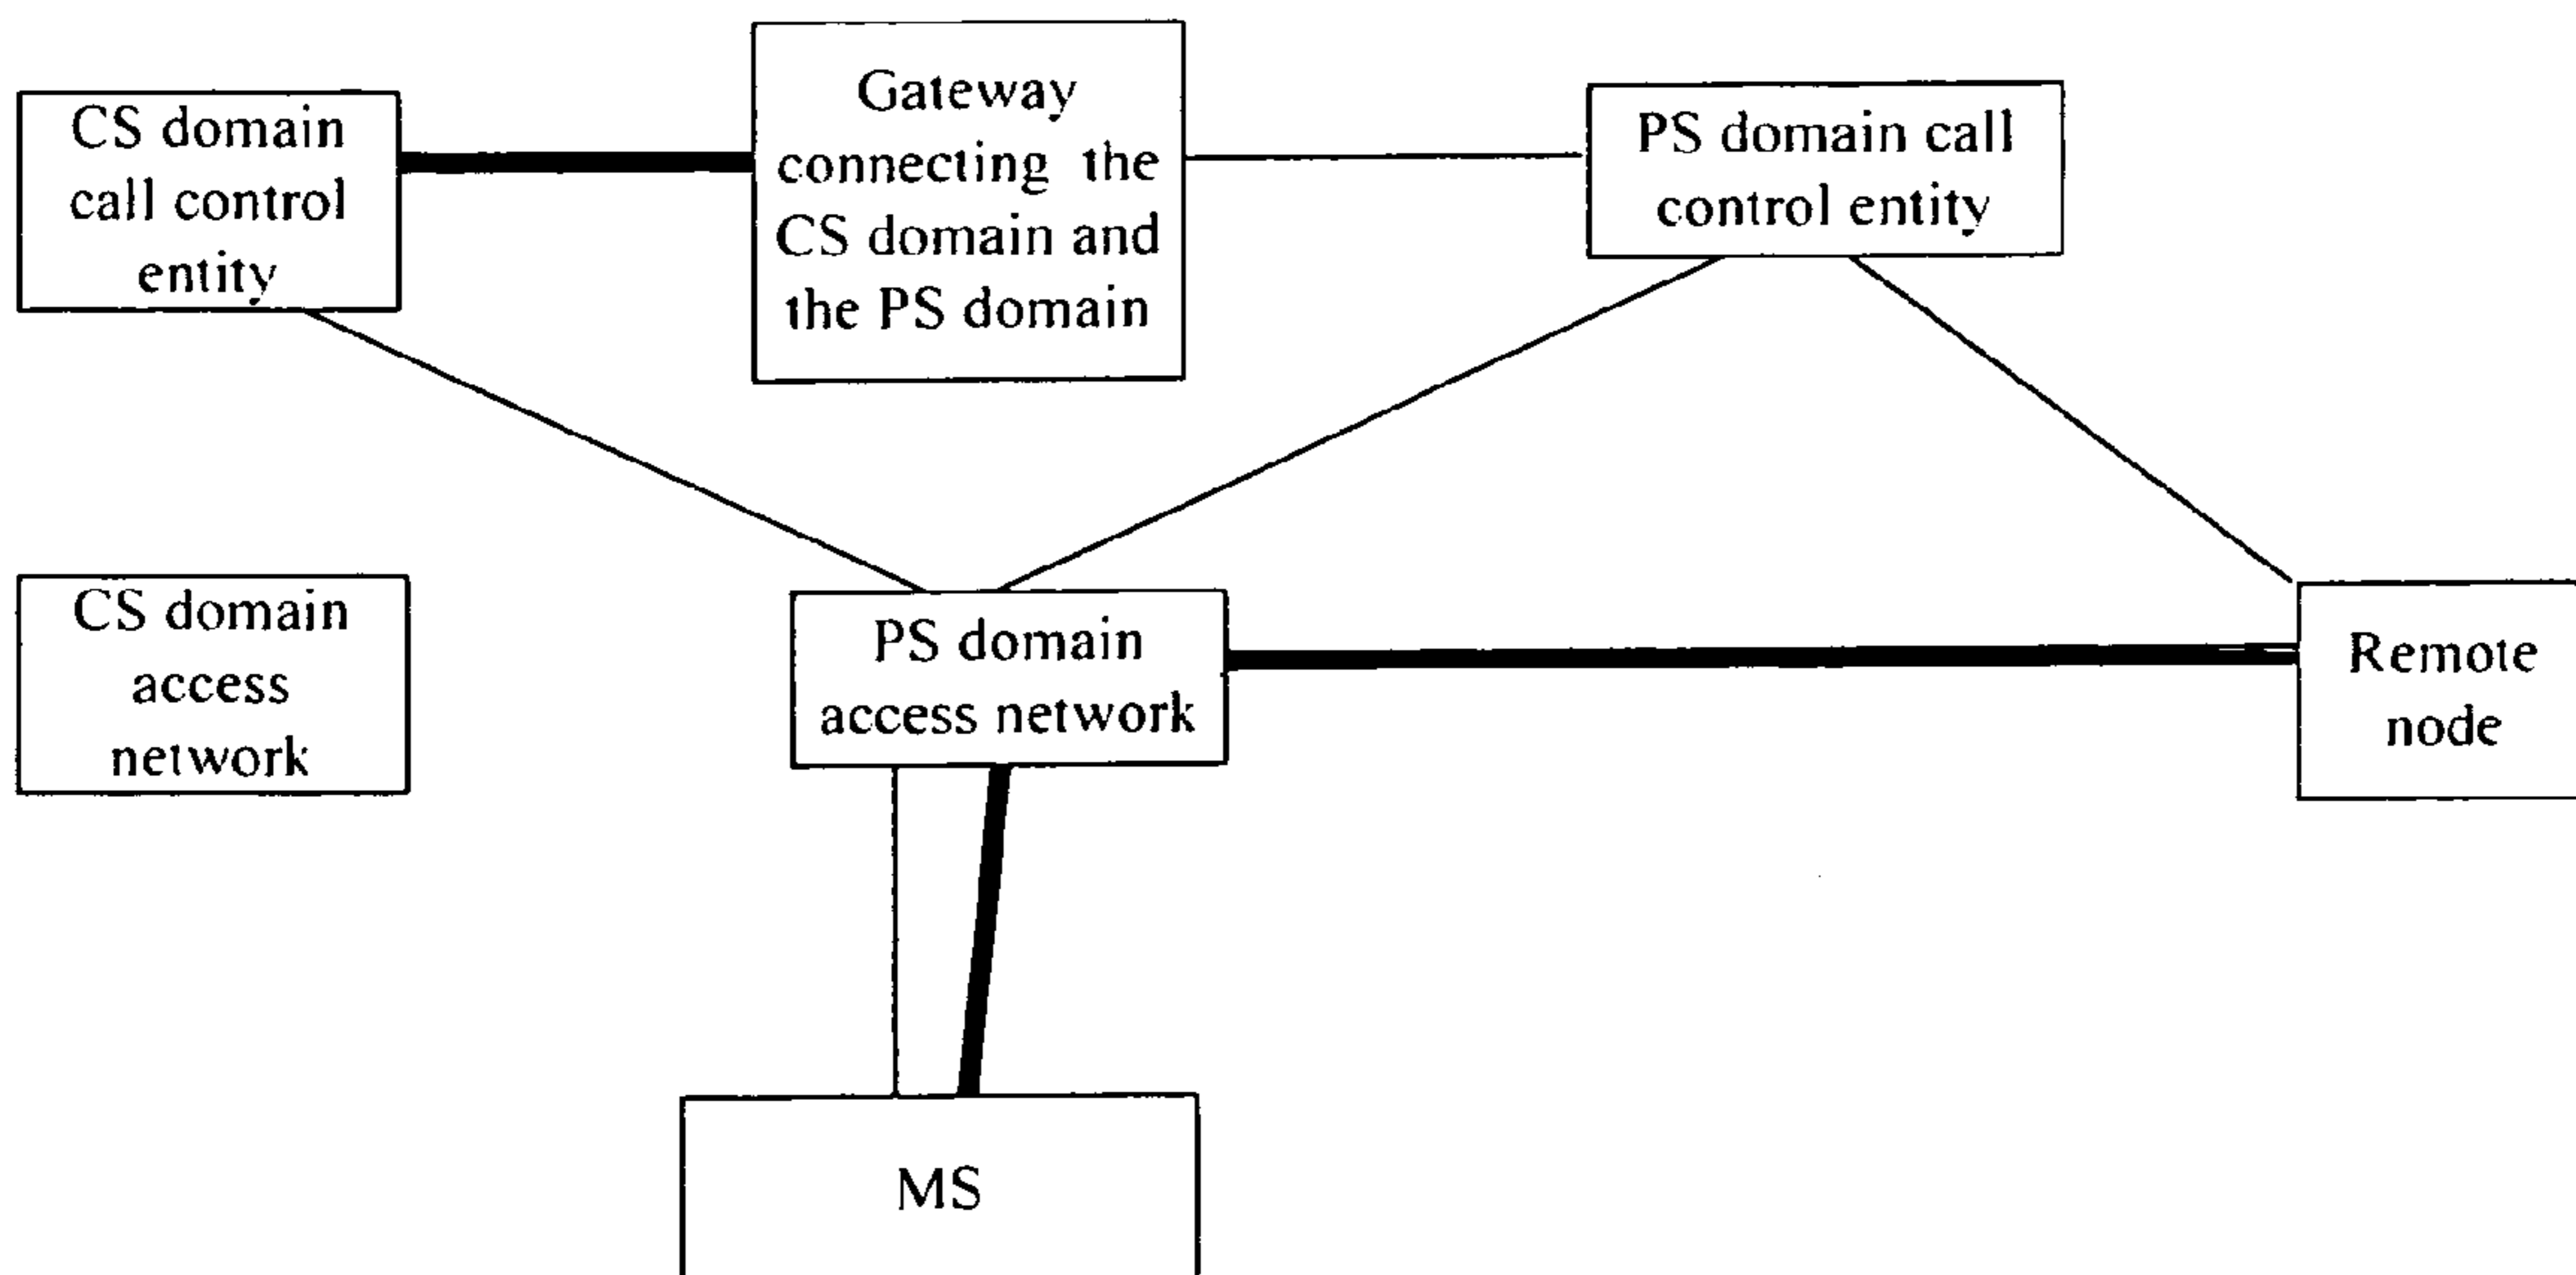 CS domain
call control
entity
Gateway
connecting the
CS domain and
the PS domain
PS domain call
control entity
CS domain
access
network
PS domain
access network
Remote
node
MS